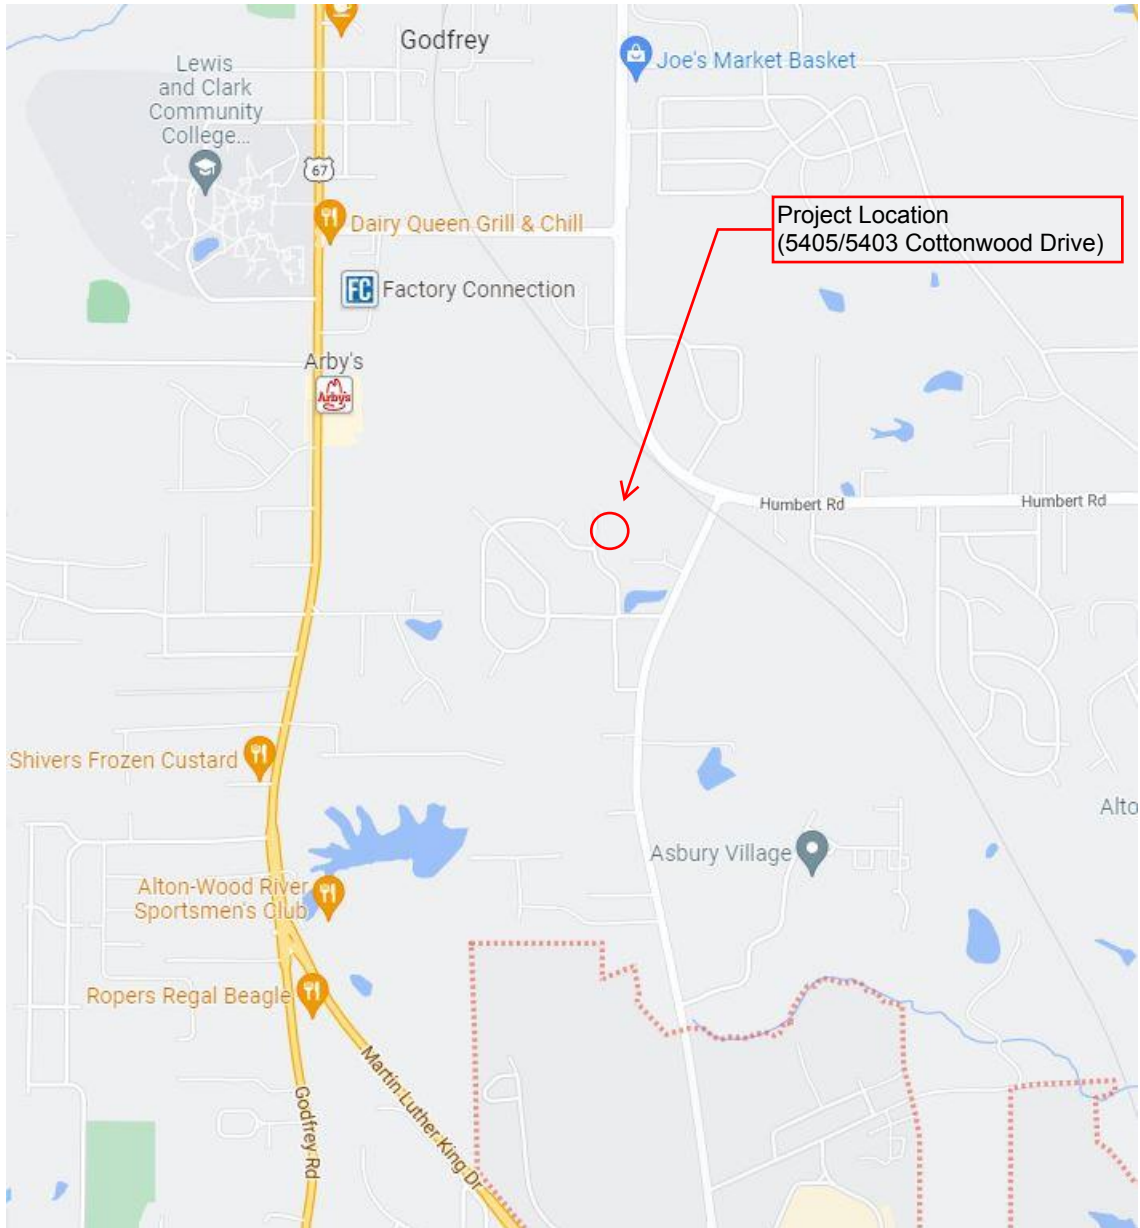 Godfrey
Lewis
and Clark
Community
College...
Joe's Market Basket
67
Project Location
(5405/5403 Cottonwood Drive)
Dairy Queen Grill & Chill
FC
Factory Connection
Arby's
Arby's
Humbert Rd
Humbert Rd
Shivers Frozen Custard
Alto
Asbury Village
Alton-Wood River
Sportsmen's Club
Ropers Regal Beagle
Martin Luther King Dr
Godfrey Rd